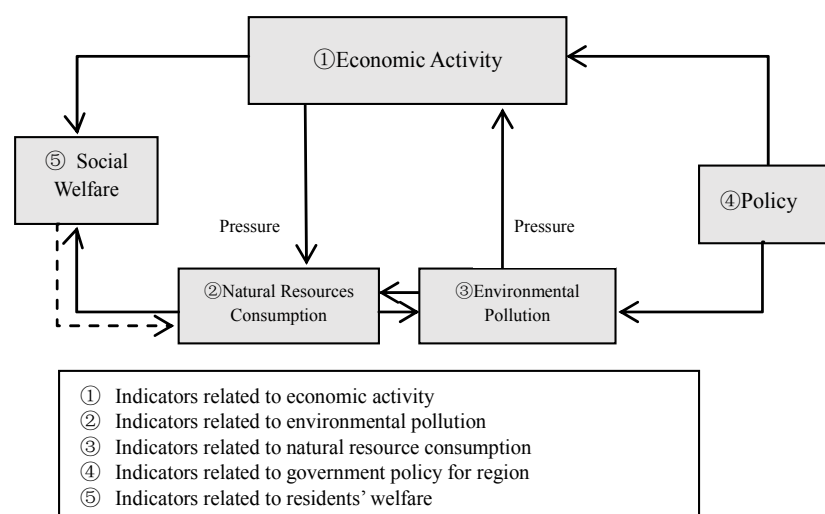 ①Economic Activity
⑤ Social
Welfare
④Policy
Pressure
Pressure
②Natural Resources
Consumption
③Environmental
Pollution
① Indicators related to economic activity
② Indicators related to environmental pollution
③ Indicators related to natural resource consumption
④ Indicators related to government policy for region
⑤ Indicators related to residents’ welfare